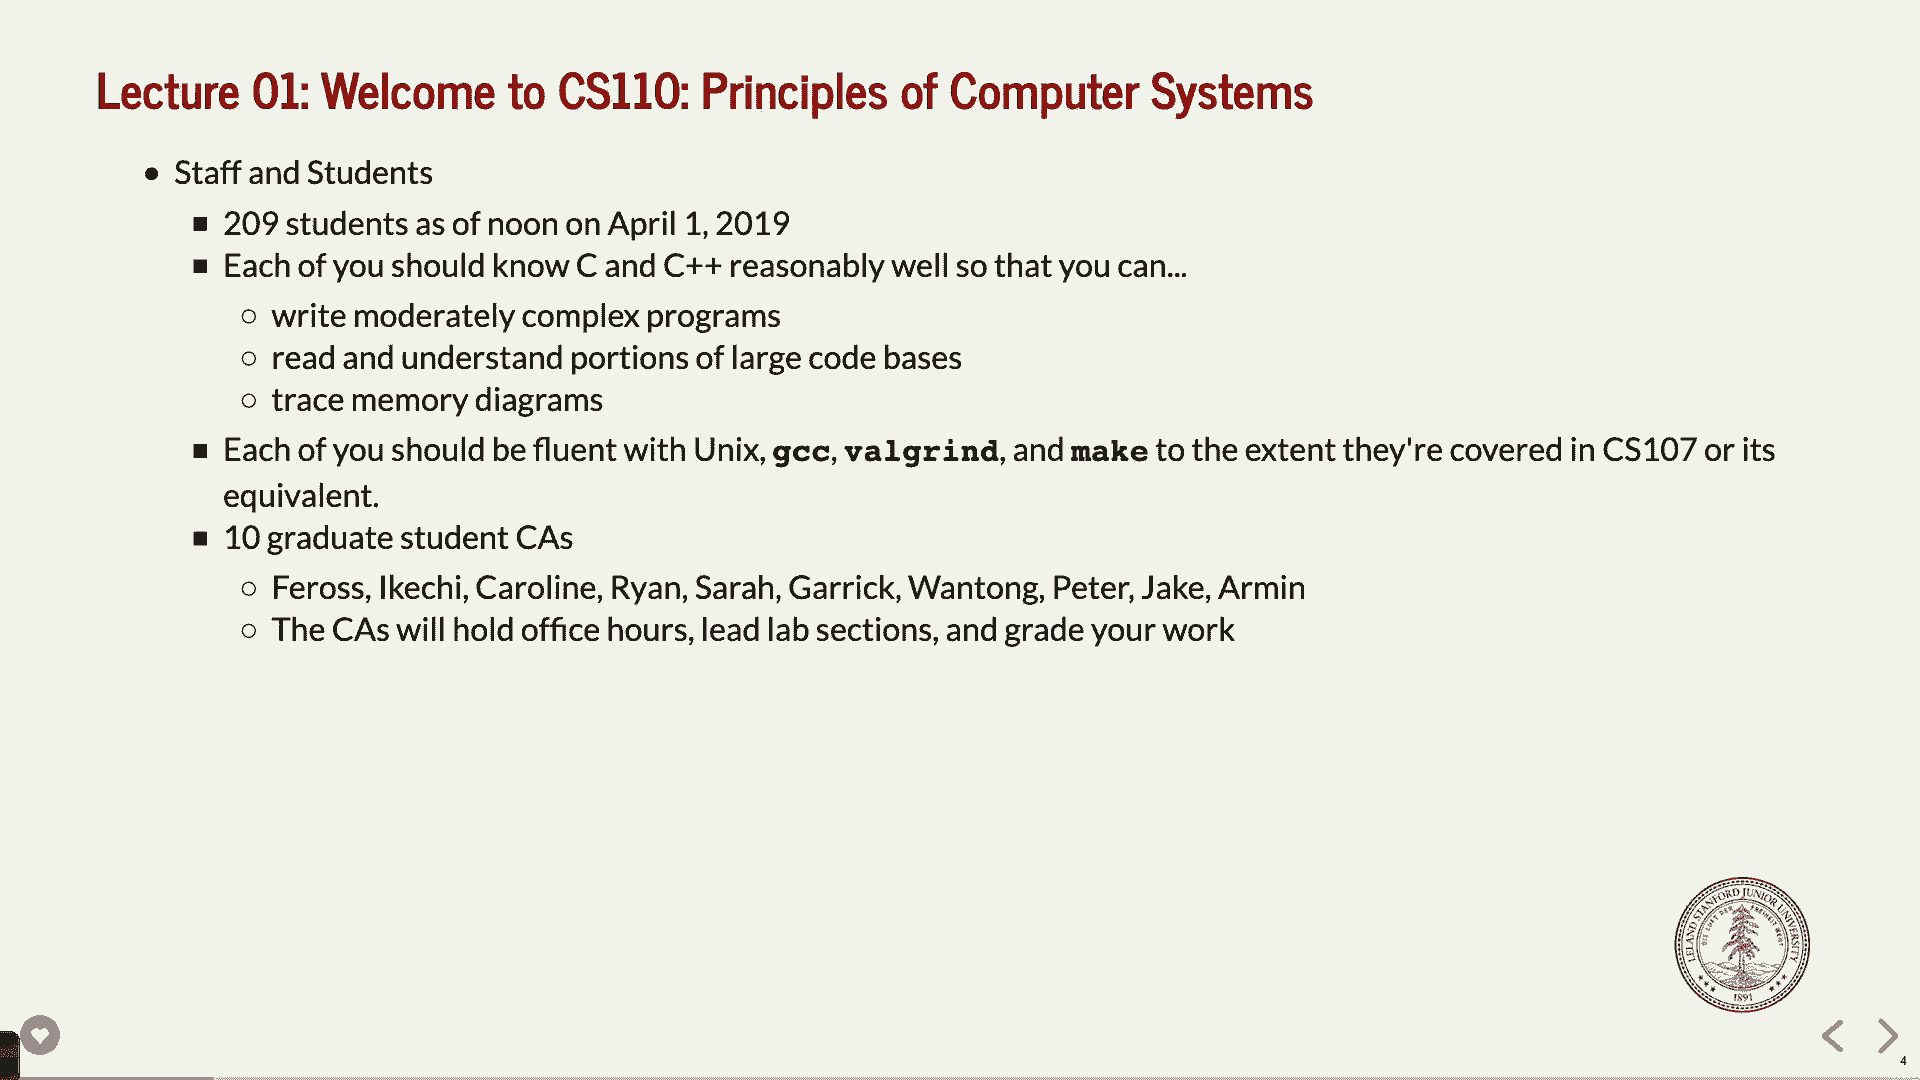 Lecture 01: Welcome to CS110: Principles of Computer Systems
• Staff and Students
▪ 209 students as of noon on April 1, 2019
▪ Each of you should know C and C++ reasonably well so that you can...
○ write moderately complex programs
○ read and understand portions of large code bases
○ trace memory diagrams
▪ Each of you should be fluent with Unix, gcc, valgrind, and make to the extent they're covered in CS107 or its
equivalent.
▪ 10 graduate student CAs
○ Feross, Ikechi, Caroline, Ryan, Sarah, Garrick, Wantong, Peter, Jake, Armin
○ The CAs will hold office hours, lead lab sections, and grade your work
LELAND STANFORD JUNIOR UNIVERSITY
DIE LUFT DER FREIHEIT WEHT
1891
4